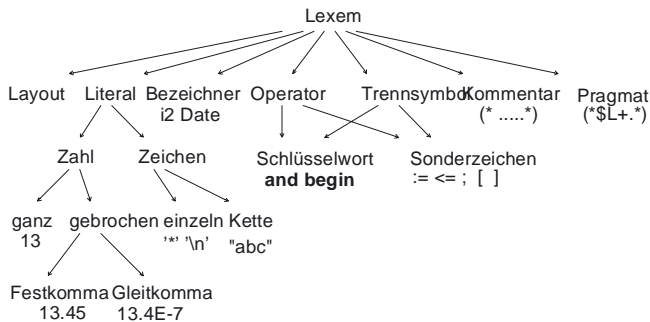 Lexem
Layout Literal Bezeichner Operator Trennsymbol Kommentar Pragmat
i2 Date (* .....*) (*$L+.*)
Zahl Zeichen Schlüsselwort Sonderzeichen
and begin := <= ; [ ]
ganz gebrochen einzeln Kette
13 '*' '\n' "abc"
Festkomma Gleitkomma
13.45 13.4E-7